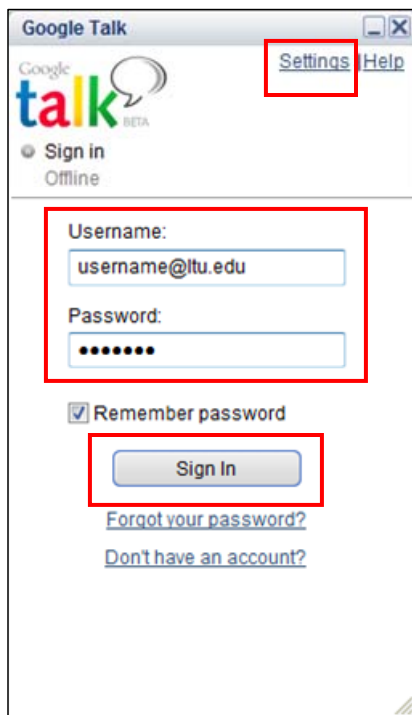 Google Talk
Settings | Help
Google
talk
BETA
Sign in
Offline
Username:
username@ltu.edu
Password:
•••••••
Remember password
Sign In
Forgot your password?
Don't have an account?